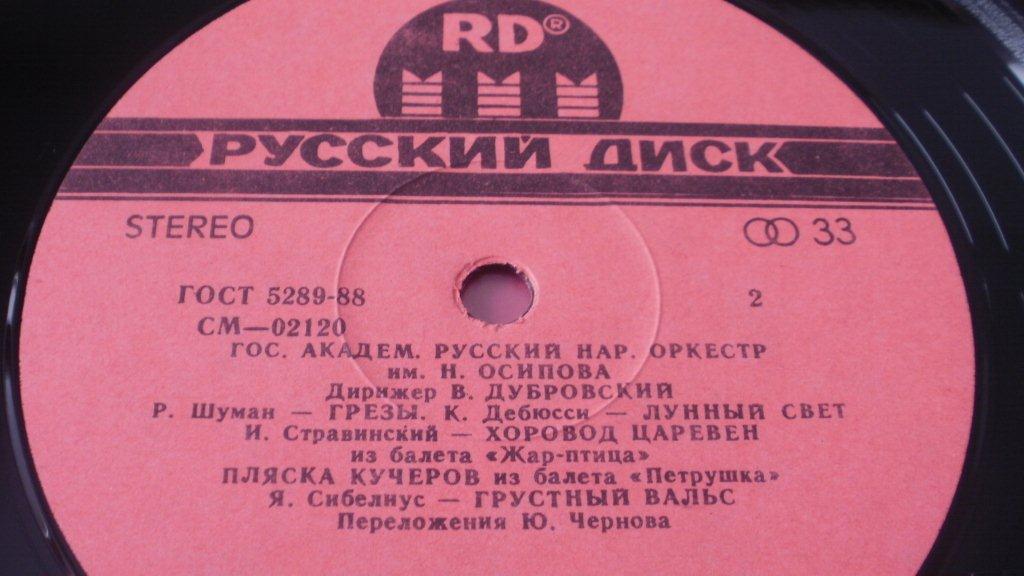 RD®
РУССКИЙ ДИСК
STEREO
33
ГОСТ 5289-88
2
СМ—02120
ГОС. АКАДЕМ. РУССКИЙ НАР. ОРКЕСТР
им. Н. ОСИПОВА
Дирижер В. ДУБРОВСКИЙ
Р. Шуман — ГРЕЗЫ. К. Дебюсси — ЛУННЫЙ СВЕТ
И. Стравинский — ХОРОВОД ЦАРЕВЕН
из балета «Жар-птица»
ПЛЯСКА КУЧЕРОВ из балета «Петрушка»
Я. Сибелиус — ГРУСТНЫЙ ВАЛЬС
Переложения Ю. Чернова